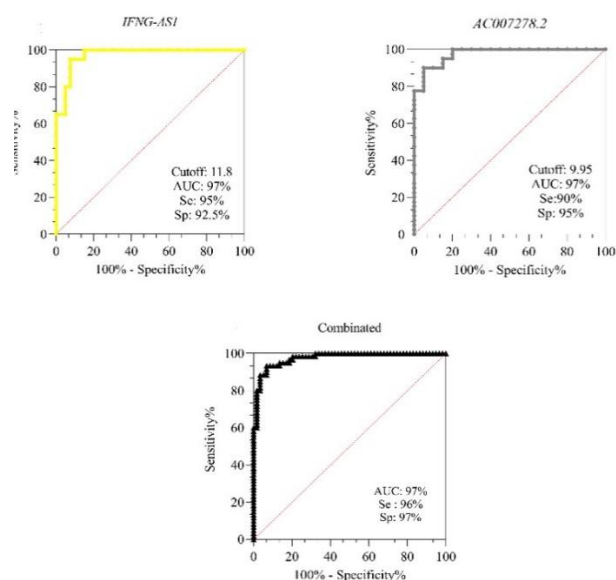 IFNG-AS1
100
80
60
40
20
0
Sensitivity%
Cutoff: 11.8
AUC: 97%
Se: 95%
Sp: 92.5%
0 20 40 60 80 100
100% - Specificity%
AC007278.2
100
80
60
40
20
0
Sensitivity%
Cutoff: 9.95
AUC: 97%
Se:90%
Sp: 95%
0 20 40 60 80 100
100% - Specificity%
Combinated
100
80
60
40
20
0
Sensitivity%
AUC: 97%
Se : 96%
Sp: 97%
0 20 40 60 80 100
100% - Specificity%